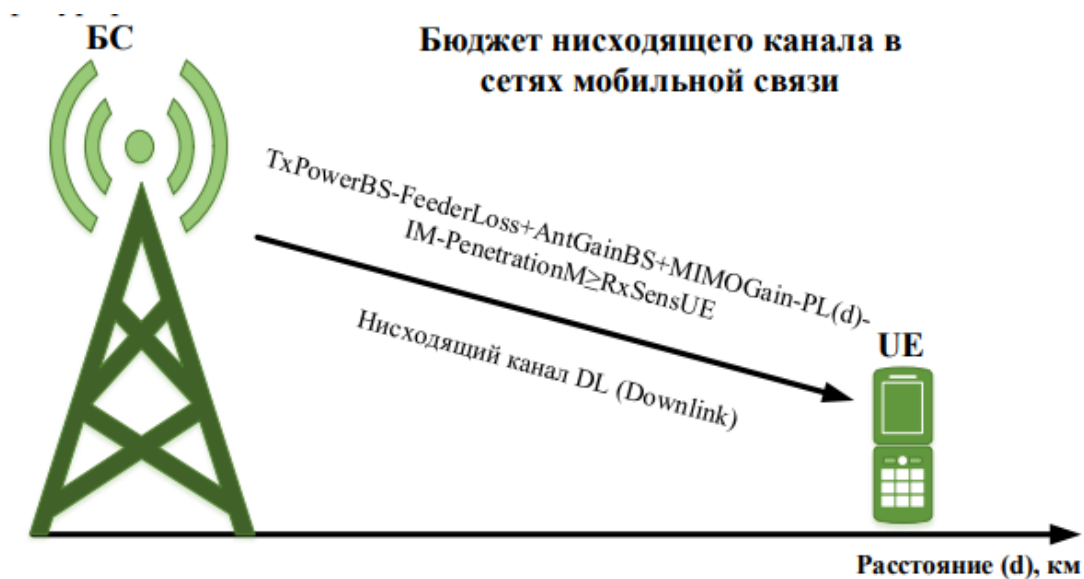 БС
Бюджет нисходящего канала в
сетях мобильной связи
TxPowerBS-FeederLoss+AntGainBS+MIMOGain-PL(d)-
IM-PenetrationM≥RxSensUE
Нисходящий канал DL (Downlink)
UE
Расстояние (d), км